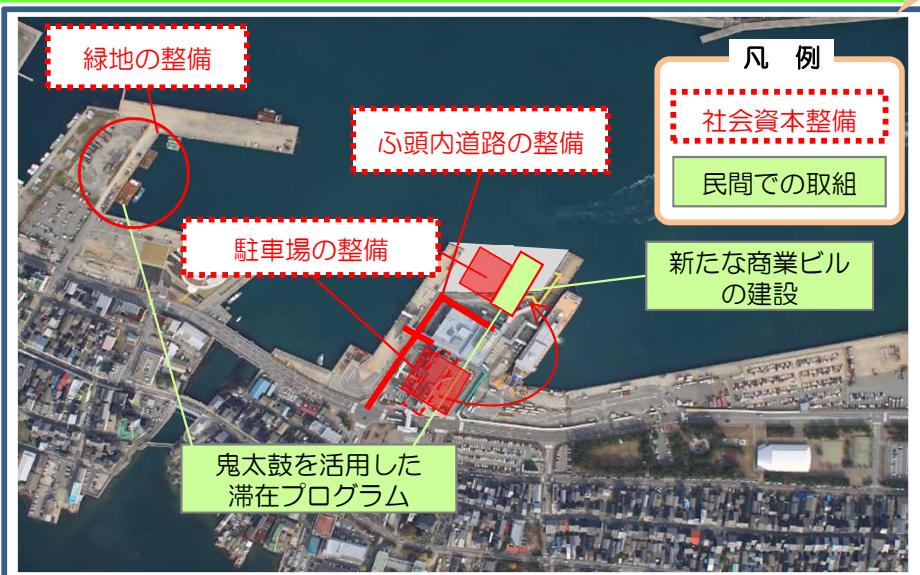 緑地の整備
凡 例
社会資本整備
民間での取組
ふ頭内道路の整備
駐車場の整備
新たな商業ビル
の建設
鬼太鼓を活用した
滞在プログラム